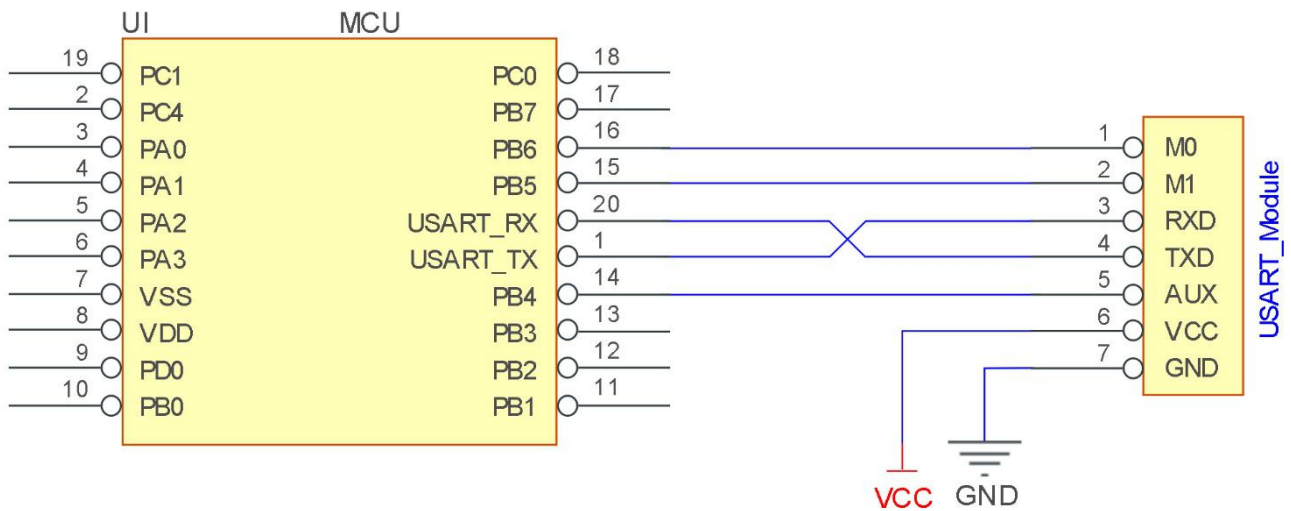 UI MCU
19 PC1 PC0 18
2 PC4 PB7 17
3 PA0 PB6 16 1 M0
4 PA1 PB5 15 2 M1
5 PA2 USART_RX 20 3 RXD
6 PA3 USART_TX 1 4 TXD
7 VSS PB4 14 5 AUX
8 VDD PB3 13 6 VCC
9 PD0 PB2 12 7 GND
10 PB0 PB1 11
USART_Module
VCC GND